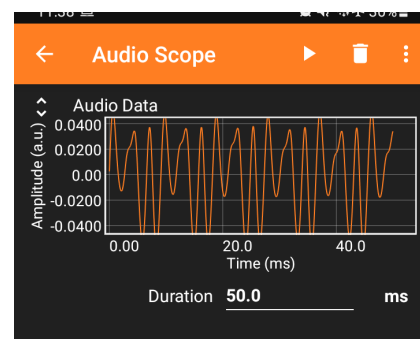 Audio Scope
Audio Data
0.0400
0.0200
0.00
-0.0200
-0.0400
Amplitude (a.u.)
0.00 20.0 40.0
Time (ms)
Duration 50.0 ms